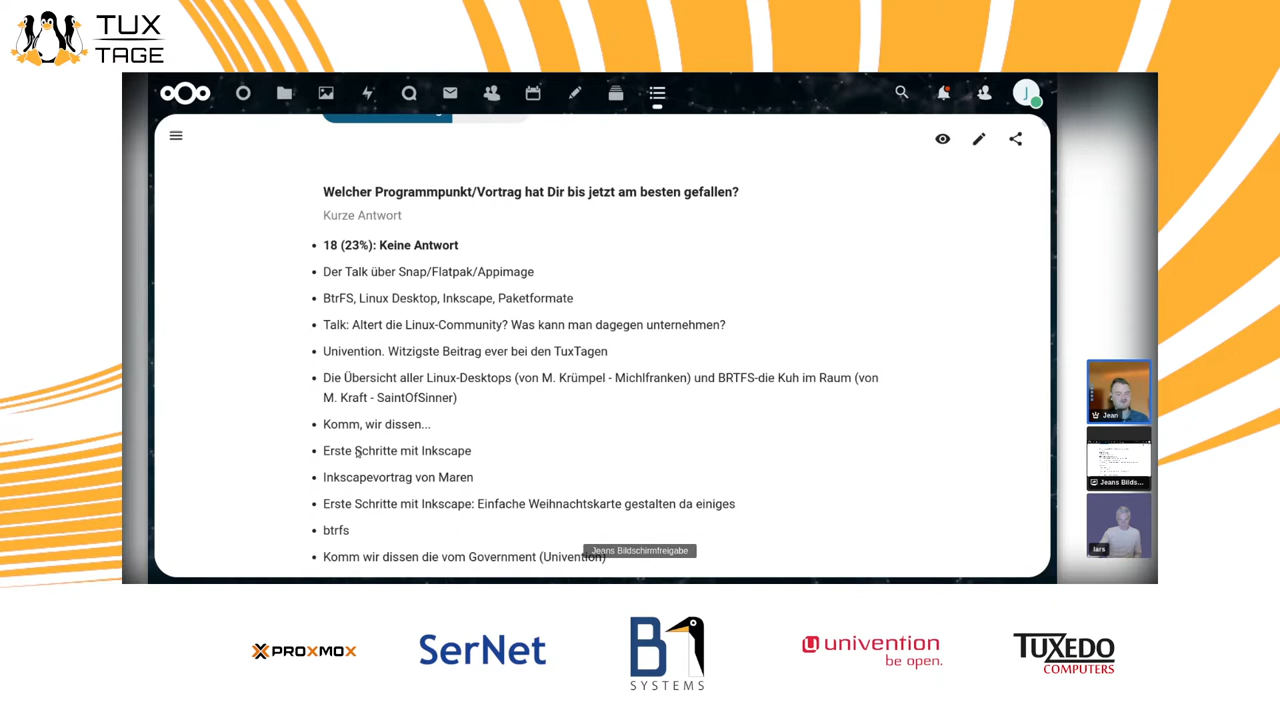 TUX
TAGE
J
Welcher Programmpunkt/Vortrag hat Dir bis jetzt am besten gefallen?
Kurze Antwort
18 (23%): Keine Antwort
Der Talk über Snap/Flatpak/Appimage
BtrFS, Linux Desktop, Inkscape, Paketformate
Talk: Altert die Linux-Community? Was kann man dagegen unternehmen?
Univention. Witzigste Beitrag ever bei den TuxTagen
Die Übersicht aller Linux-Desktops (von M. Krümpel - Michlfranken) und BRTFS-die Kuh im Raum (von
M. Kraft - SaintOfSinner)
Komm, wir dissen...
Erste Schritte mit Inkscape
Inkscapevortrag von Maren
Erste Schritte mit Inkscape: Einfache Weihnachtskarte gestalten da einiges
btrfs
Komm wir dissen die vom Government (Univention)
Jeans Bildschirmfreigabe
Jean
Jeans Bilds...
lars
PROXMOX
SerNet
B1
SYSTEMS
univention
be open.
TUXEDO
COMPUTERS